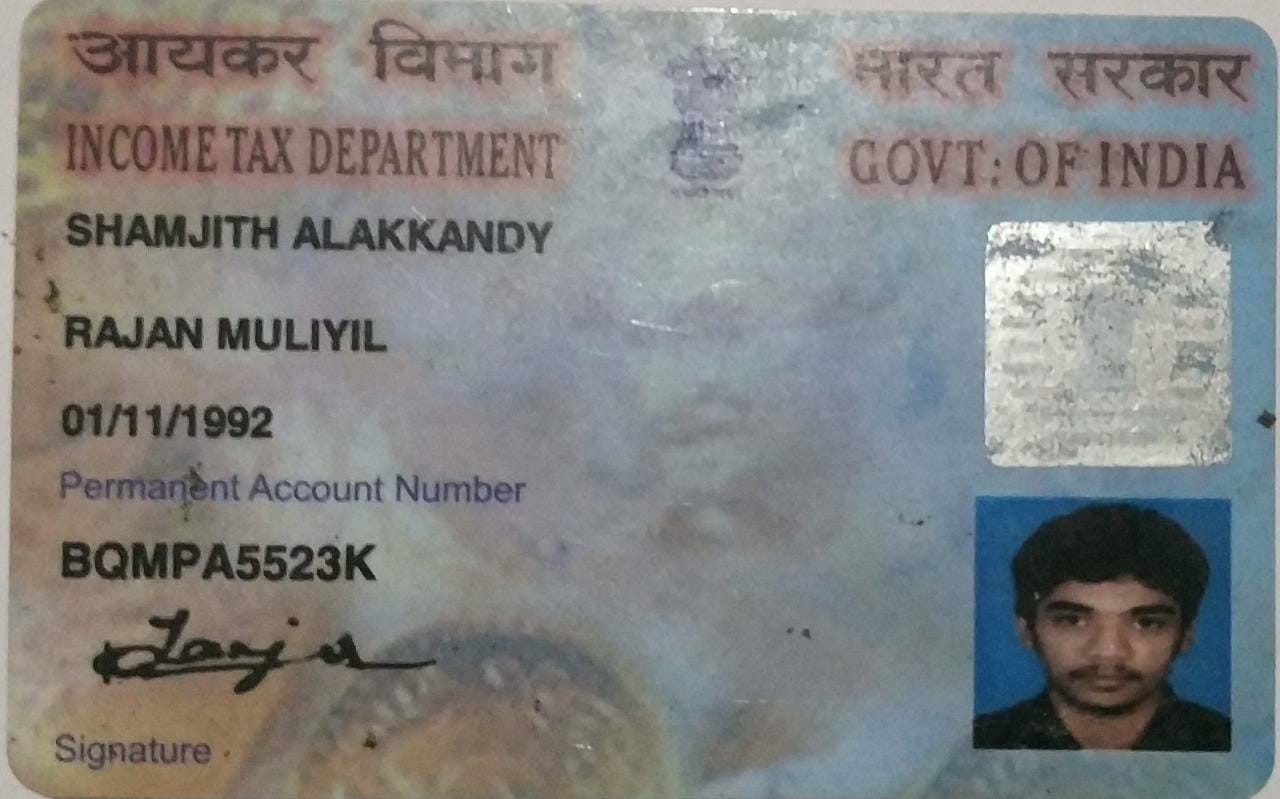 आयकर विभाग
भारत सरकार
INCOME TAX DEPARTMENT
GOVT: OF INDIA
SHAMJITH ALAKKANDY
RAJAN MULIYIL
01/11/1992
Permanent Account Number
BQMPA5523K
Signature